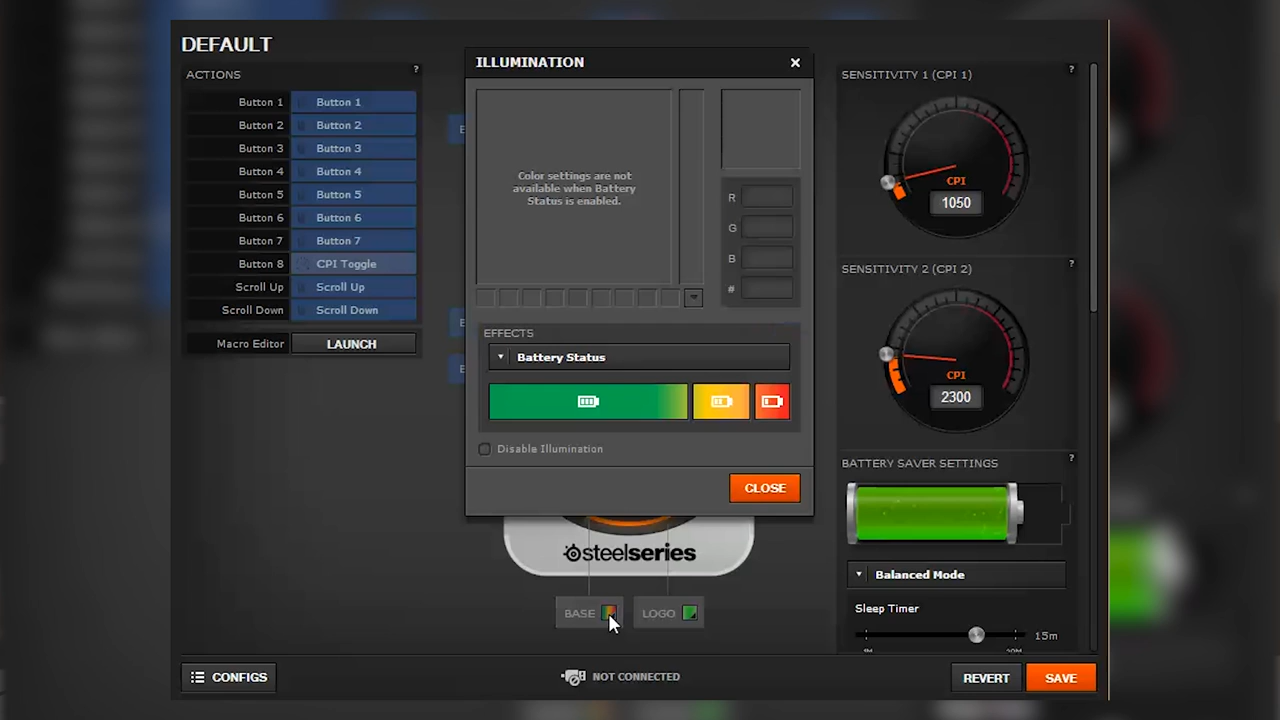 DEFAULT
ACTIONS ?
Button 1 Button 1
Button 2 Button 2
Button 3 Button 3
Button 4 Button 4
Button 5 Button 5
Button 6 Button 6
Button 7 Button 7
Button 8 CPI Toggle
Scroll Up Scroll Up
Scroll Down Scroll Down
Macro Editor LAUNCH
ILLUMINATION ×
Color settings are not
available when Battery
Status is enabled.
R
G
B
#
EFFECTS
Battery Status
Disable Illumination
CLOSE
steelseries
BASE LOGO
SENSITIVITY 1 (CPI 1) ?
CPI
1050
SENSITIVITY 2 (CPI 2) ?
CPI
2300
BATTERY SAVER SETTINGS ?
Balanced Mode
Sleep Timer
15m
CONFIGS
NOT CONNECTED
REVERT
SAVE